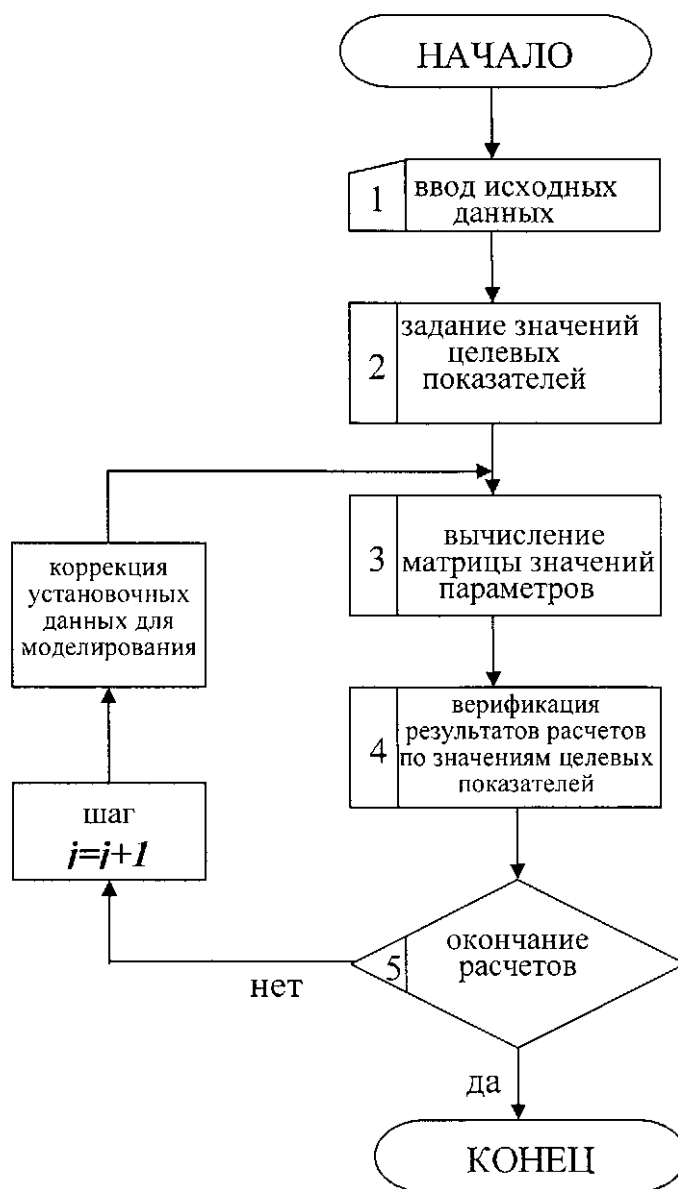 НАЧАЛО
1
ввод исходных
данных
2
задание значений
целевых
показателей
3
вычисление
матрицы значений
параметров
коррекция
установочных
данных для
моделирования
4
верификация
результатов расчетов
по значениям целевых
показателей
шаг
j=j+1
5
окончание
расчетов
нет
да
КОНЕЦ